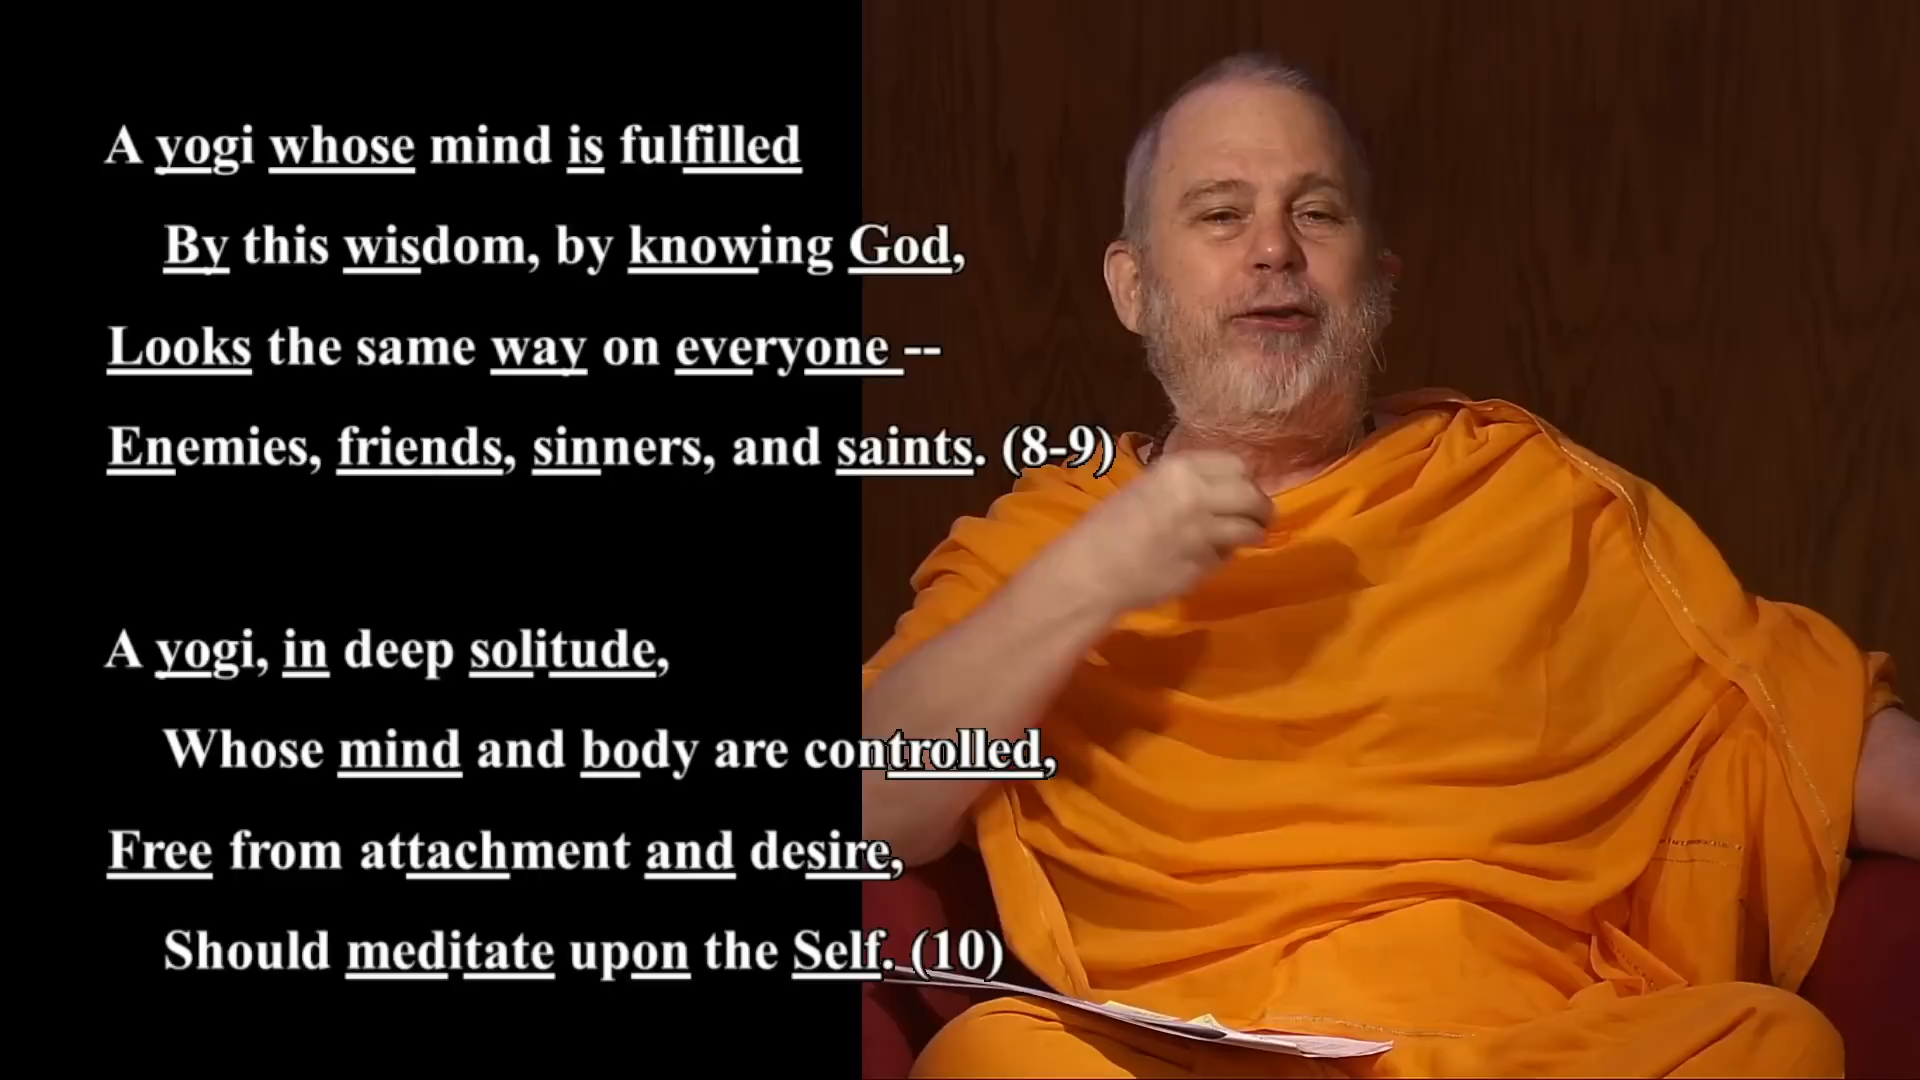 A yogi whose mind is fulfilled
By this wisdom, by knowing God,
Looks the same way on everyone --
Enemies, friends, sinners, and saints. (8-9)
A yogi, in deep solitude,
Whose mind and body are controlled,
Free from attachment and desire,
Should meditate upon the Self. (10)